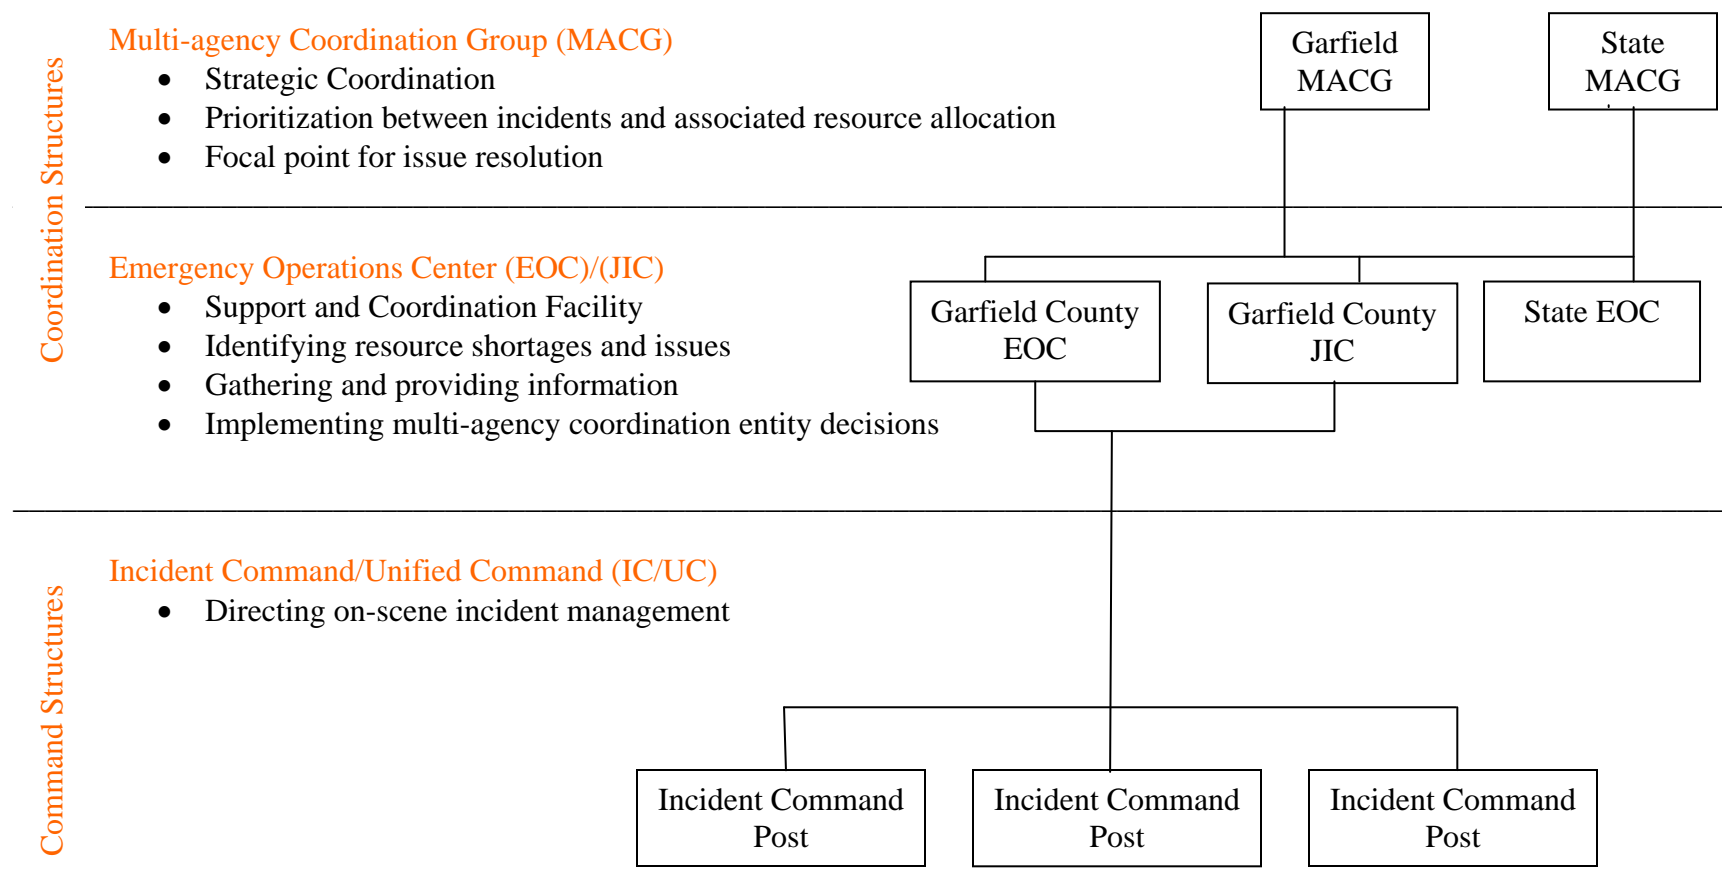 Coordination Structures
Multi-agency Coordination Group (MACG)
• Strategic Coordination
• Prioritization between incidents and associated resource allocation
• Focal point for issue resolution
Garfield
MACG
State
MACG
Emergency Operations Center (EOC)/(JIC)
• Support and Coordination Facility
• Identifying resource shortages and issues
• Gathering and providing information
• Implementing multi-agency coordination entity decisions
Garfield County
EOC
Garfield County
JIC
State EOC
Command Structures
Incident Command/Unified Command (IC/UC)
• Directing on-scene incident management
Incident Command
Post
Incident Command
Post
Incident Command
Post